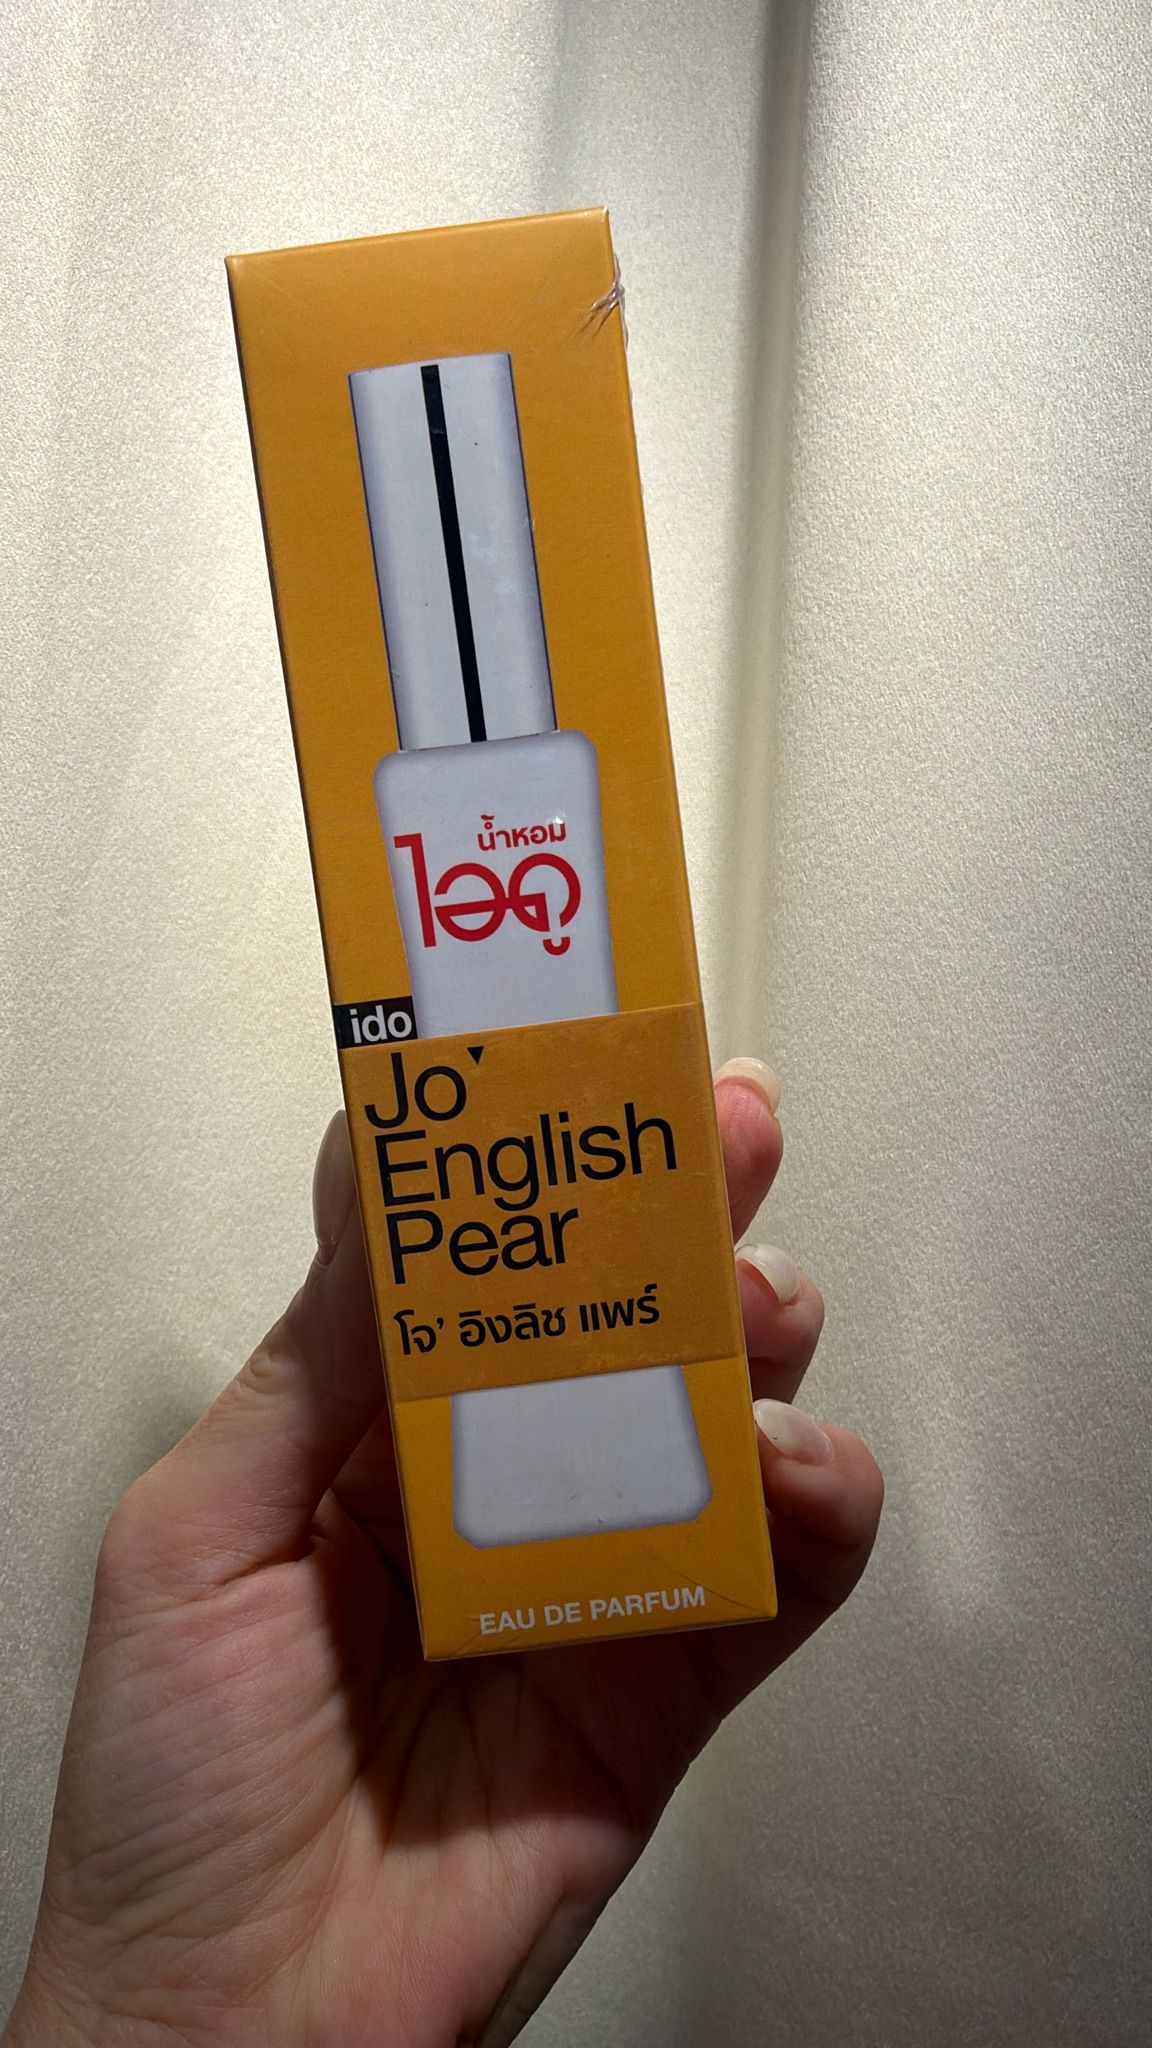 น้ำหอม
ไอดู
ido
Jo'
English
Pear
โจ' อิงลิช แพร์
EAU DE PARFUM